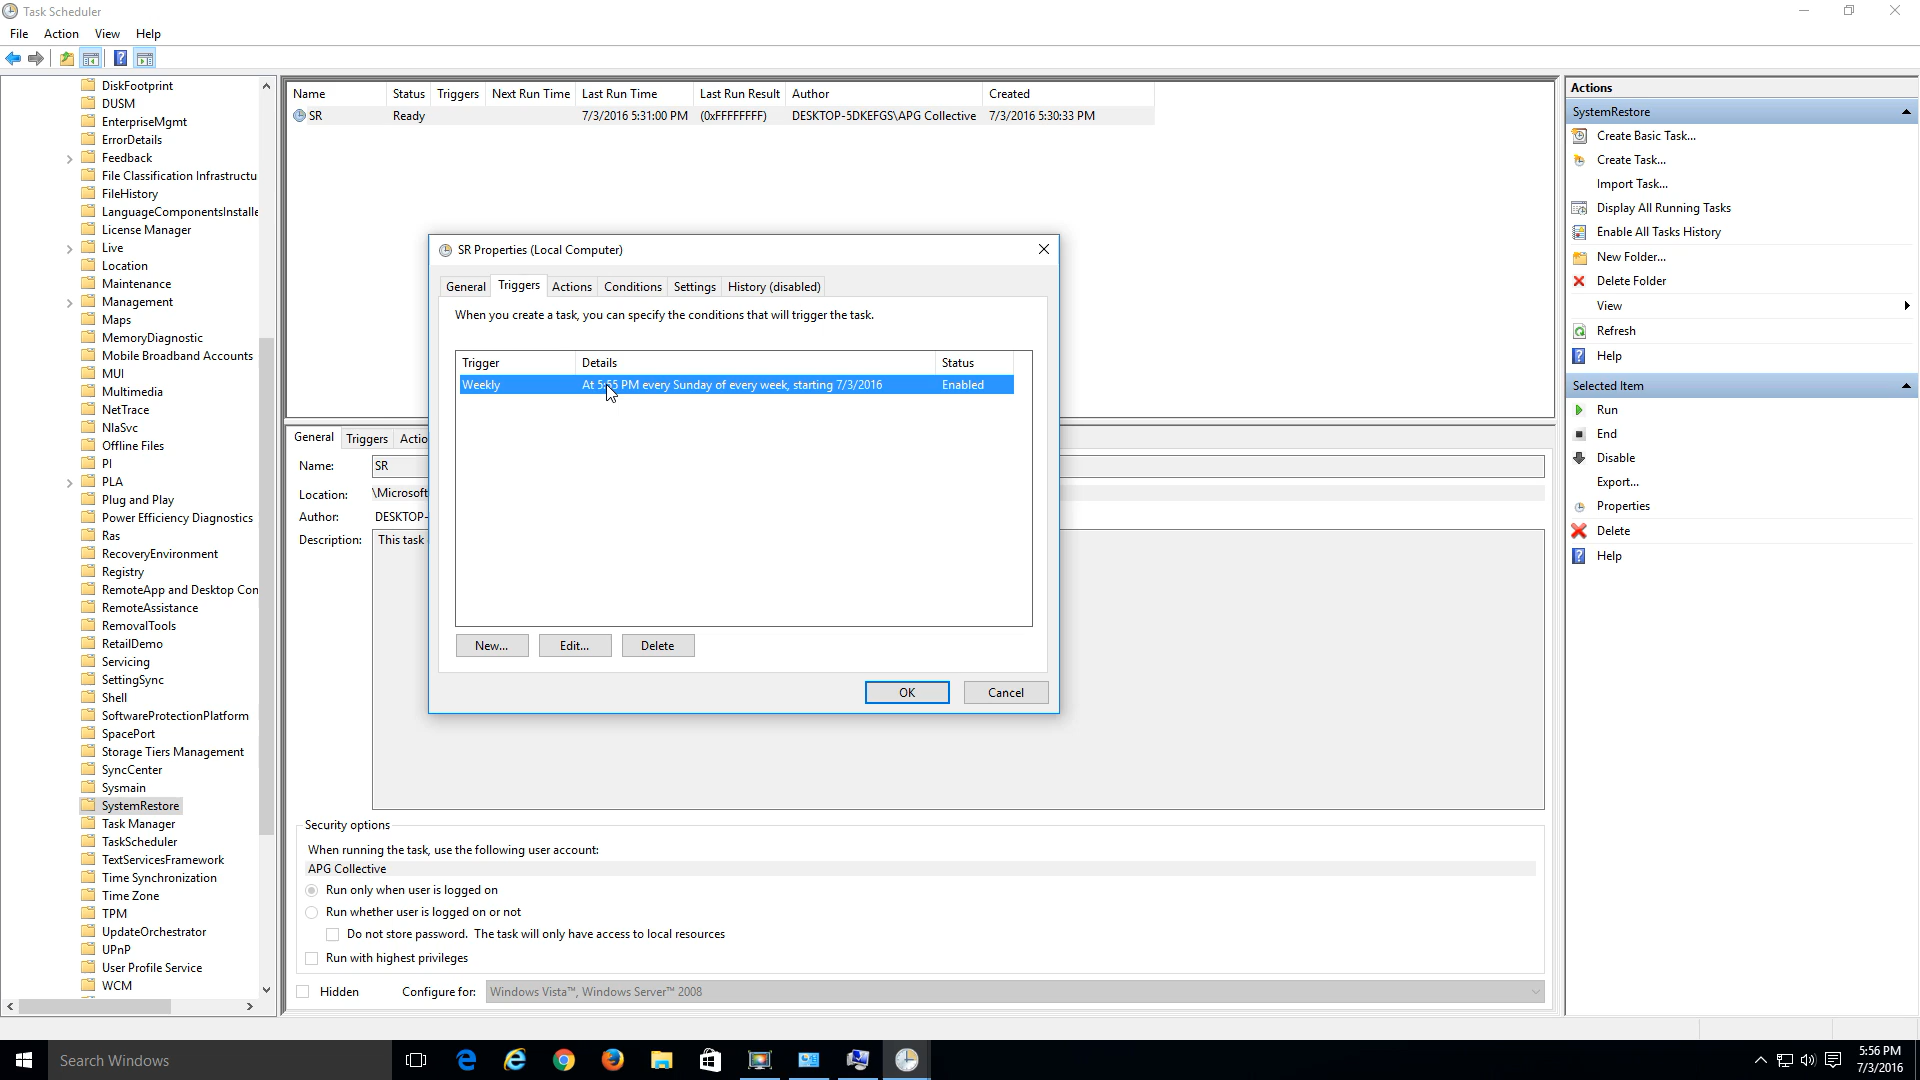 Task Scheduler
File Action View Help
DiskFootprint
DUSM
EnterpriseMgmt
ErrorDetails
Feedback
File Classification Infrastructu
FileHistory
LanguageComponentsInstalle
License Manager
Live
Location
Maintenance
Management
Maps
MemoryDiagnostic
Mobile Broadband Accounts
MUI
Multimedia
NetTrace
NlaSvc
Offline Files
PI
PLA
Plug and Play
Power Efficiency Diagnostics
Ras
RecoveryEnvironment
Registry
RemoteApp and Desktop Con
RemoteAssistance
RemovalTools
RetailDemo
Servicing
SettingSync
Shell
SoftwareProtectionPlatform
SpacePort
Storage Tiers Management
SyncCenter
Sysmain
SystemRestore
Task Manager
TaskScheduler
TextServicesFramework
Time Synchronization
Time Zone
TPM
UpdateOrchestrator
UPnP
User Profile Service
WCM
Name Status Triggers Next Run Time Last Run Time Last Run Result Author Created
SR Ready 7/3/2016 5:31:00 PM (0xFFFFFFFF) DESKTOP-5DKEFGS\APG Collective 7/3/2016 5:30:33 PM
SR Properties (Local Computer)
General Triggers Actions Conditions Settings History (disabled)
When you create a task, you can specify the conditions that will trigger the task.
Trigger Details Status
Weekly At 5:55 PM every Sunday of every week, starting 7/3/2016 Enabled
New... Edit... Delete
OK Cancel
General Triggers Actio
Name: SR
Location: \Microsoft
Author: DESKTOP-
Description: This task
Security options
When running the task, use the following user account:
APG Collective
Run only when user is logged on
Run whether user is logged on or not
Do not store password. The task will only have access to local resources
Run with highest privileges
Hidden Configure for: Windows Vista™, Windows Server™ 2008
Actions
SystemRestore
Create Basic Task...
Create Task...
Import Task...
Display All Running Tasks
Enable All Tasks History
New Folder...
Delete Folder
View
Refresh
Help
Selected Item
Run
End
Disable
Export...
Properties
Delete
Help
Search Windows
5:56 PM
7/3/2016